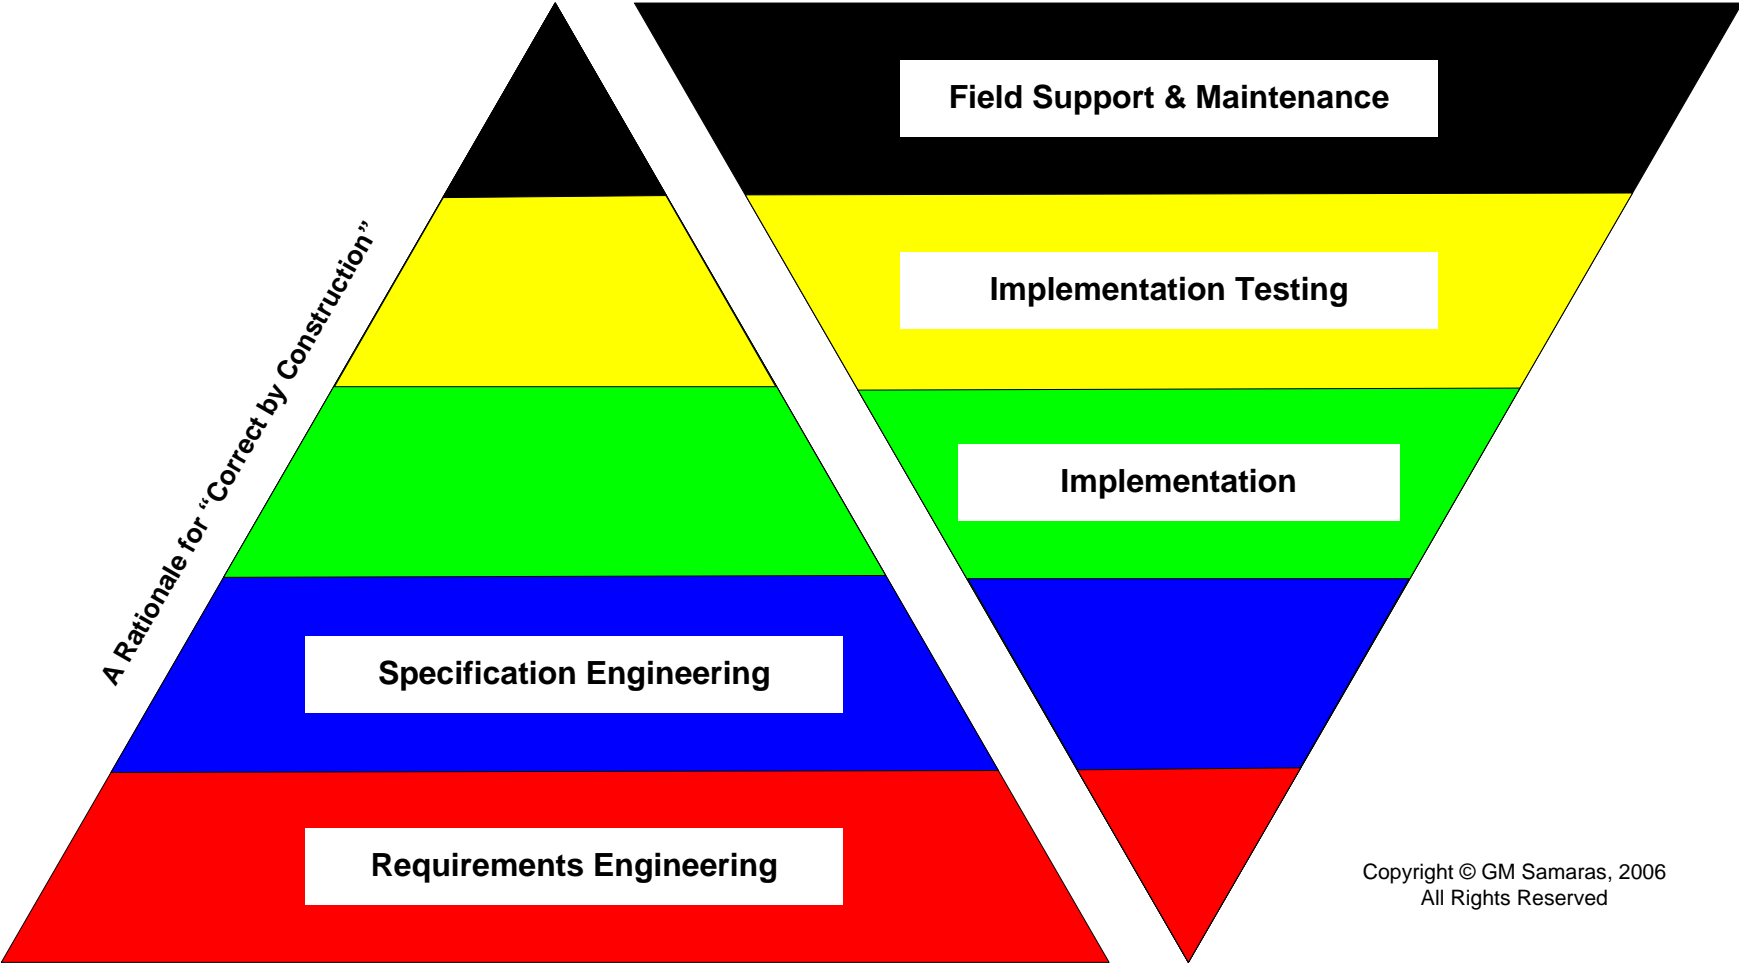 Field Support & Maintenance
Implementation Testing
A Rationale for “Correct by Construction”
Implementation
Specification Engineering
Requirements Engineering
Copyright © GM Samaras, 2006
All Rights Reserved